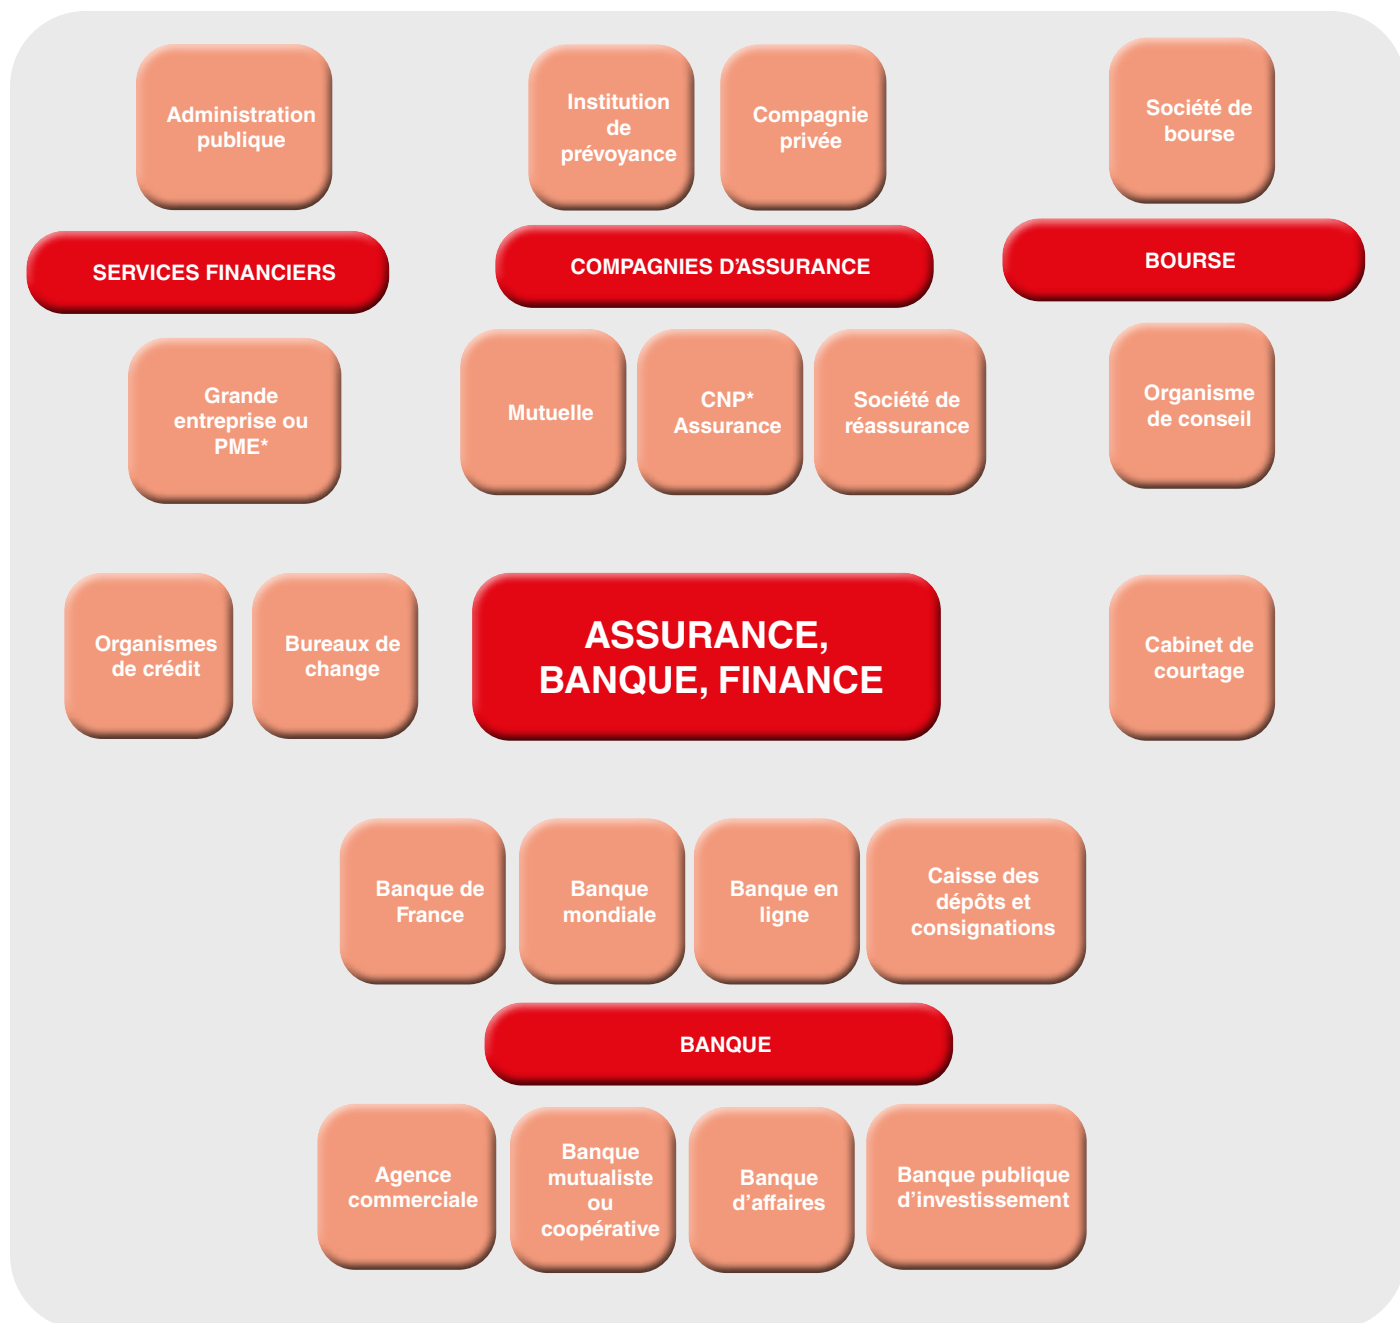 Administration
publique
Institution
de
prévoyance
Compagnie
privée
Société de
bourse
SERVICES FINANCIERS
COMPAGNIES D'ASSURANCE
BOURSE
Grande
entreprise ou
PME*
Mutuelle
CNP*
Assurance
Société de
réassurance
Organisme
de conseil
Organismes
de crédit
Bureaux de
change
ASSURANCE,
BANQUE, FINANCE
Cabinet de
courtage
Banque de
France
Banque
mondiale
Banque en
ligne
Caisse des
dépôts et
consignations
BANQUE
Agence
commerciale
Banque
mutualiste
ou
coopérative
Banque
d'affaires
Banque publique
d'investissement